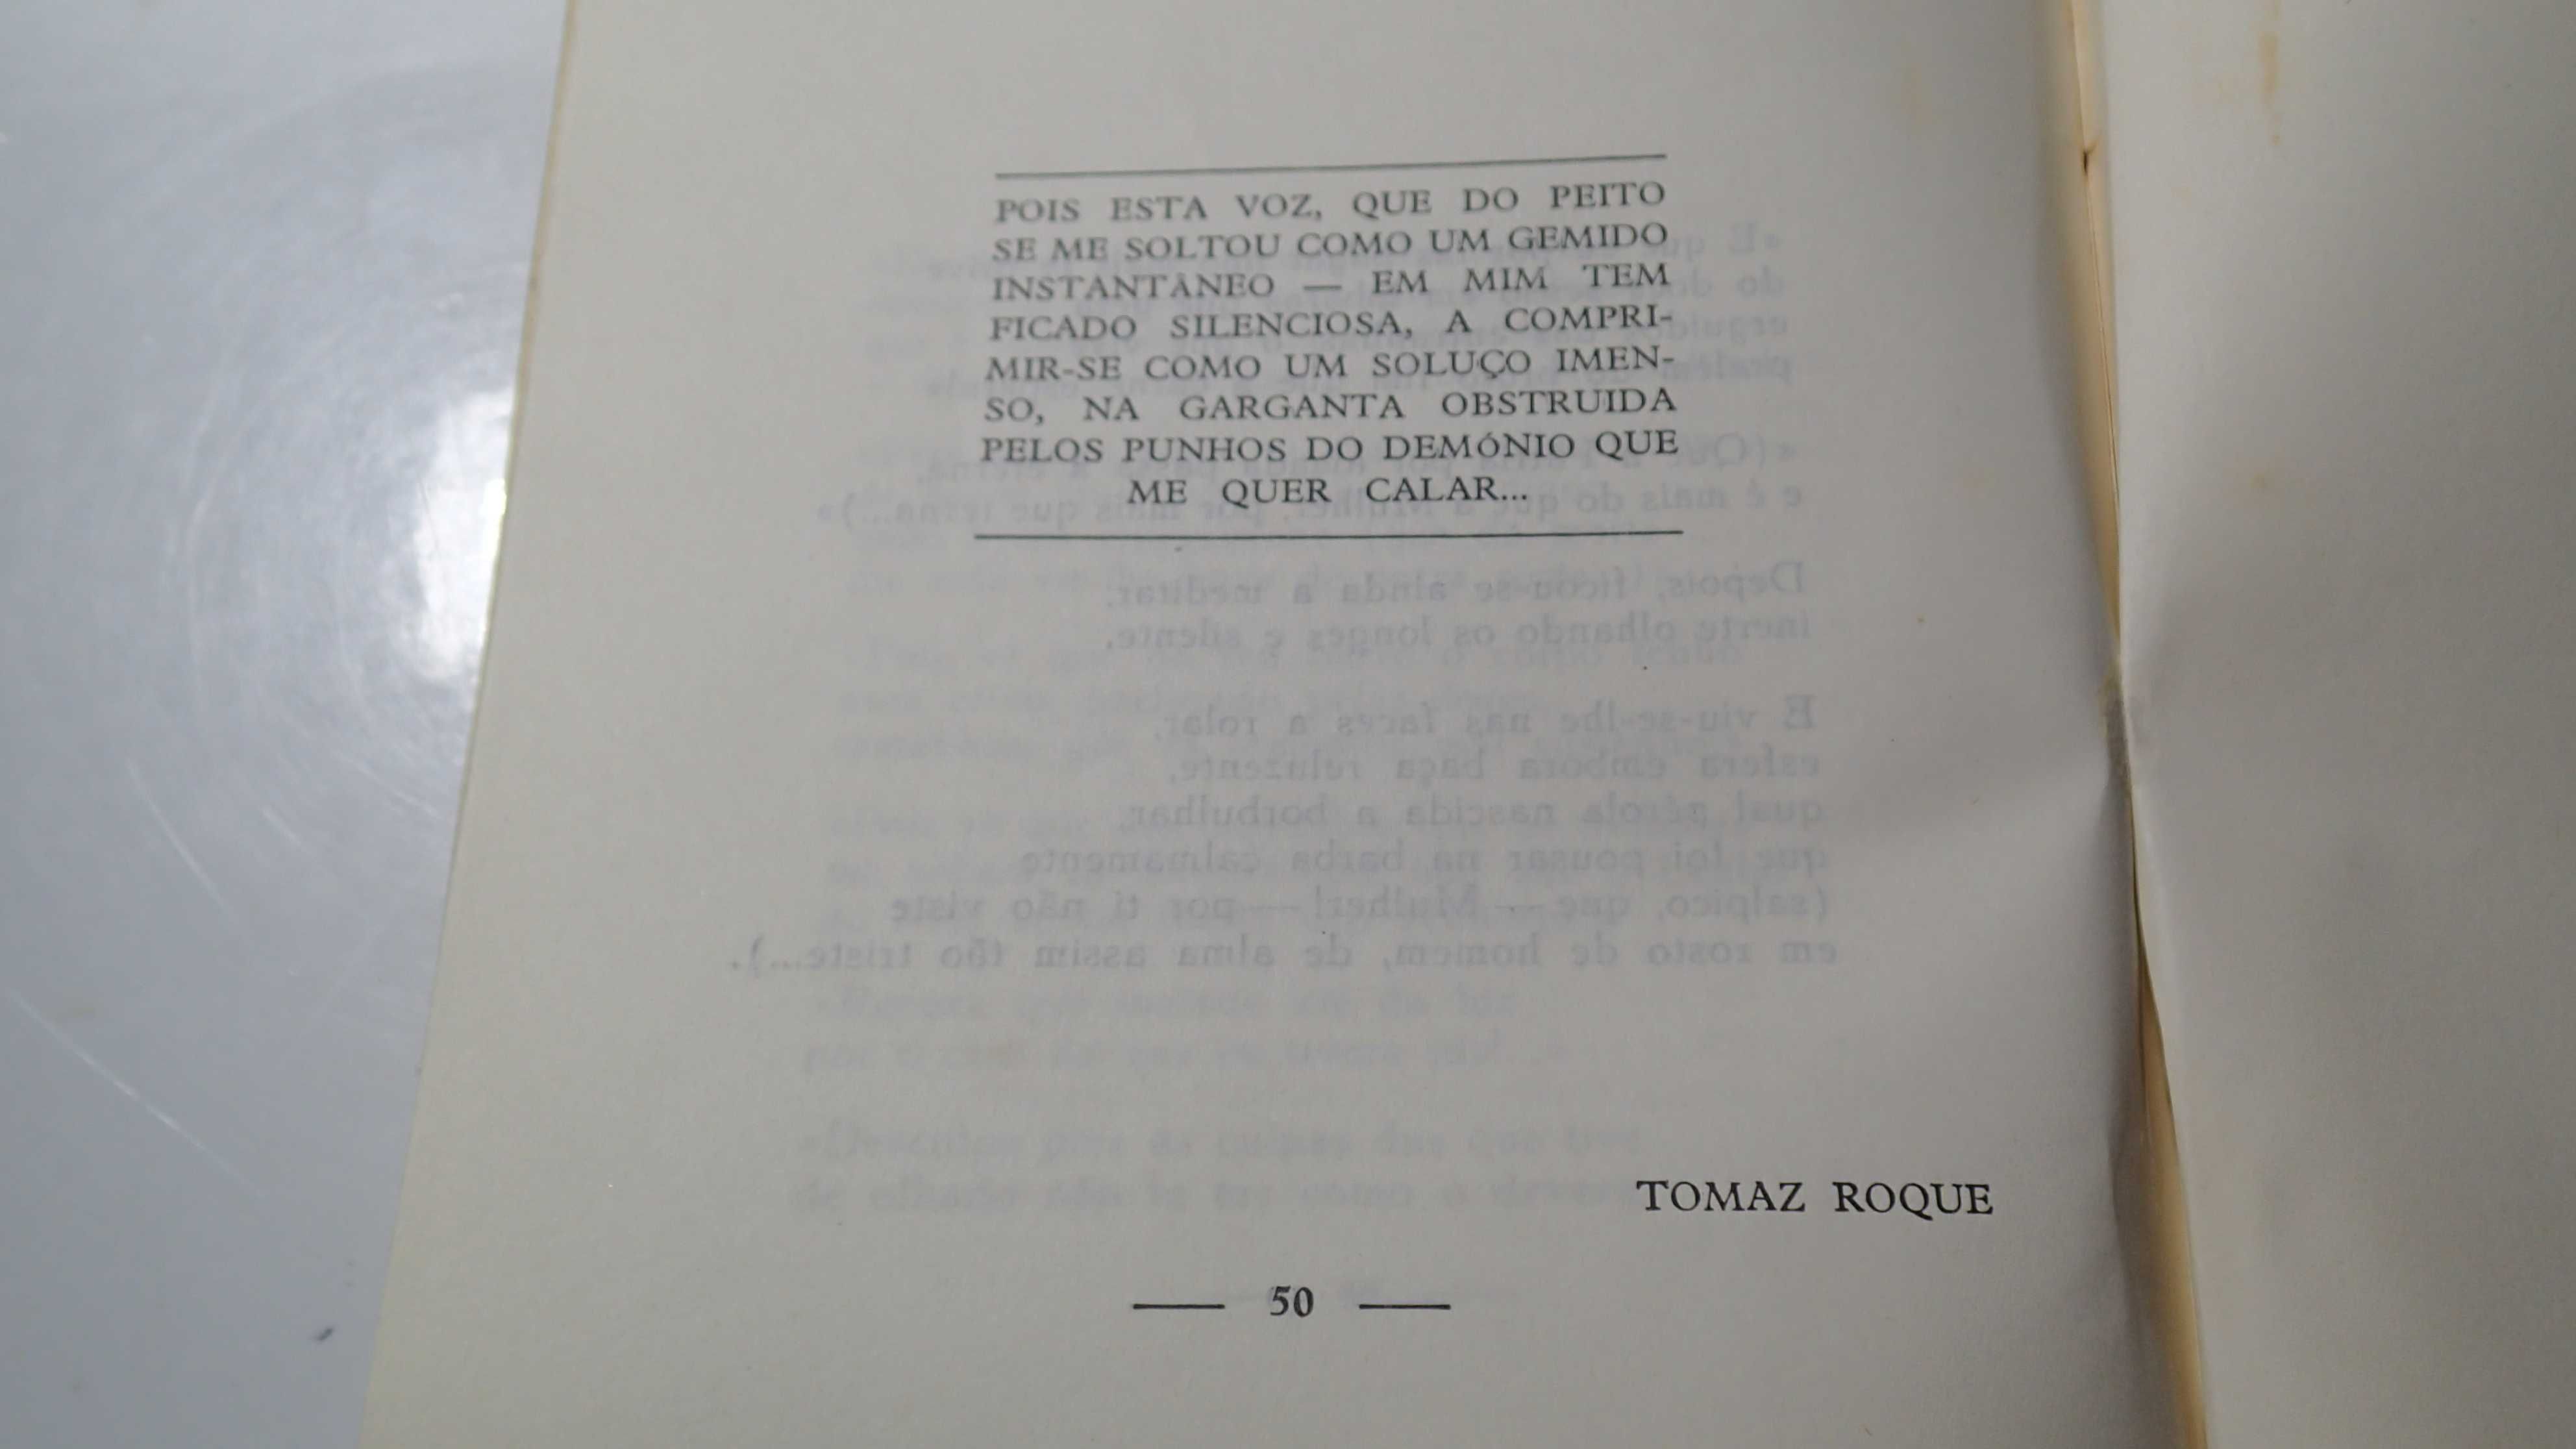 POIS ESTA VOZ, QUE DO PEITO
SE ME SOLTOU COMO UM GEMIDO
INSTANTÂNEO — EM MIM TEM
FICADO SILENCIOSA, A COMPRI-
MIR-SE COMO UM SOLUÇO IMEN-
SO, NA GARGANTA OBSTRUIDA
PELOS PUNHOS DO DEMÓNIO QUE
ME QUER CALAR...
TOMAZ ROQUE
— 50 —